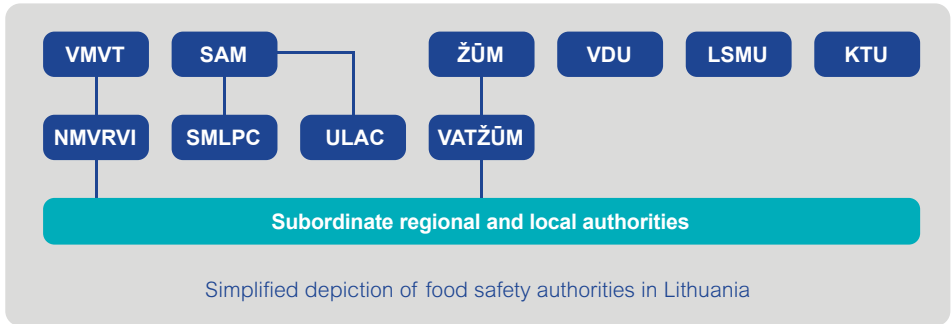 VMVT
SAM
ŽŪM
VDU
LSMU
KTU
NMVRVI
SMLPC
ULAC
VATŽŪM
Subordinate regional and local authorities
Simplified depiction of food safety authorities in Lithuania